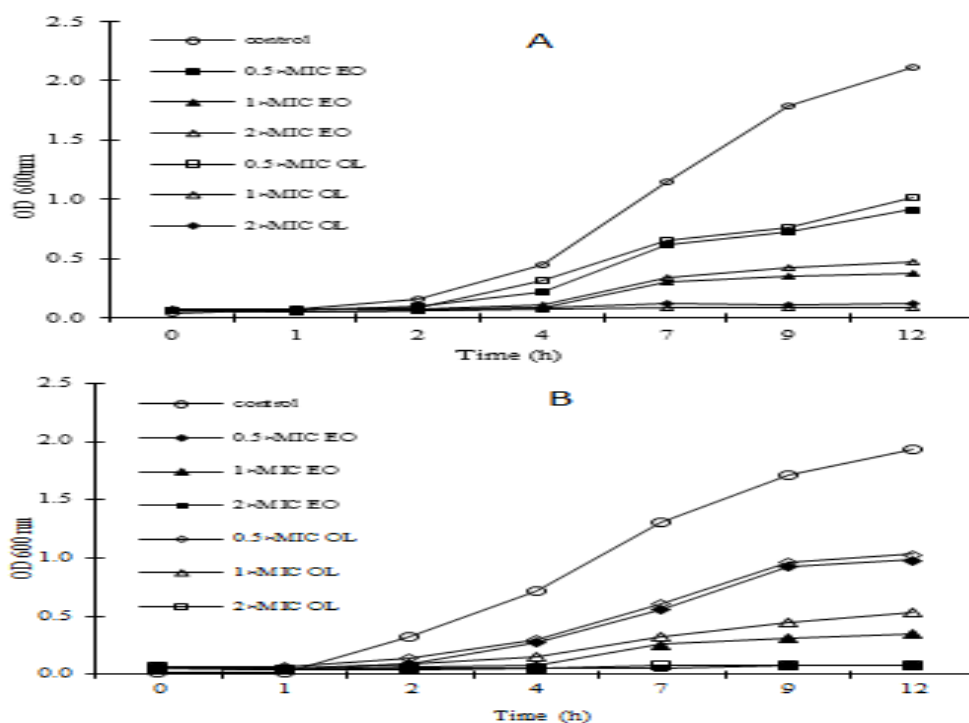 A
2.5
2.0
1.5
1.0
0.5
0.0
OD 600nm
control
0.5×MIC EO
1×MIC EO
2×MIC EO
0.5×MIC OL
1×MIC OL
2×MIC OL
0 1 2 4 7 9 12
Time (h)
B
2.5
2.0
1.5
1.0
0.5
0.0
OD 600 nm
control
0.5×MIC EO
1×MIC EO
2×MIC EO
0.5×MIC OL
1×MIC OL
2×MIC OL
0 1 2 4 7 9 12
Time (h)